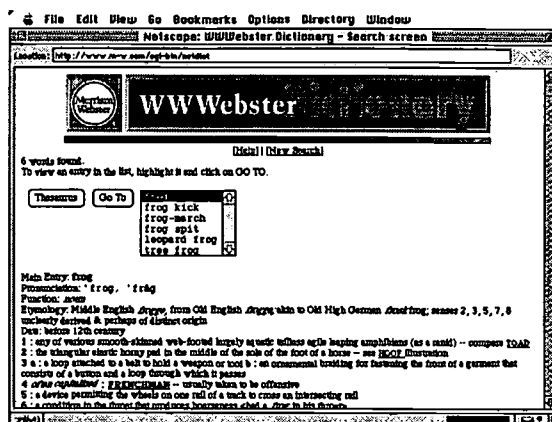 File Edit View Go Bookmarks Options Directory Window
Netscape: WWWebster Dictionary - Search screen
Location: http://www.m-w.com/cgi-bin/netdict
Merriam Webster
WWWebster Dictionary
[Help] | [New Search]
6 words found.
To view an entry in the list, highlight it and click on GO TO.
Thesaurus Go To
frog kick
frog-march
frog spit
leopard frog
tree frog
Main Entry: frog
Pronunciation: 'frog, 'fräg
Function: noun
Etymology: Middle English frogge, from Old English frogga; akin to Old High German frosk frog; senses 2, 3, 5, 7, 8
unclearly derived & perhaps of distinct origin
Date: before 12th century
1 : any of various smooth-skinned web-footed largely aquatic tailless agile leaping amphibians (as a ranid) -- compare TOAD
2 : the triangular elastic horny pad in the middle of the sole of the foot of a horse -- see HOOF illustration
3 a : a loop attached to a belt to hold a weapon or tool b : an ornamental braiding for fastening the front of a garment that
consists of a button and a loop through which it passes
4 often capitalized : FRENCHMAN -- usually taken to be offensive
5 : a device permitting the wheels on one rail of a track to cross an intersecting rail
6 : a condition in the throat that produces hoarseness